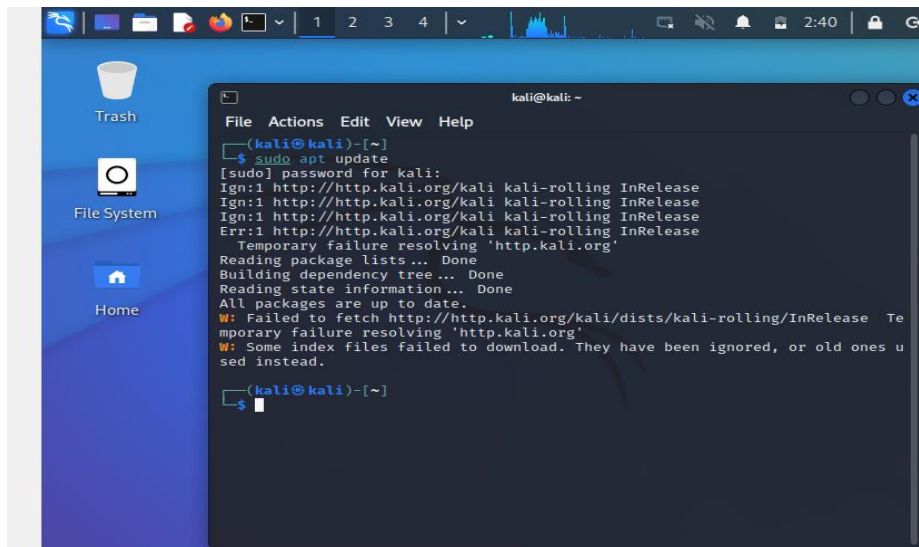 1 2 3 4 2:40
Trash
File System
Home
kali@kali: ~
File Actions Edit View Help
┌──(kali㉿kali)-[~]
└─$ sudo apt update
[sudo] password for kali:
Ign:1 http://http.kali.org/kali kali-rolling InRelease
Ign:1 http://http.kali.org/kali kali-rolling InRelease
Ign:1 http://http.kali.org/kali kali-rolling InRelease
Err:1 http://http.kali.org/kali kali-rolling InRelease
  Temporary failure resolving 'http.kali.org'
Reading package lists... Done
Building dependency tree... Done
Reading state information... Done
All packages are up to date.
W: Failed to fetch http://http.kali.org/kali/dists/kali-rolling/InRelease  Te
mporary failure resolving 'http.kali.org'
W: Some index files failed to download. They have been ignored, or old ones u
sed instead.
┌──(kali㉿kali)-[~]
└─$